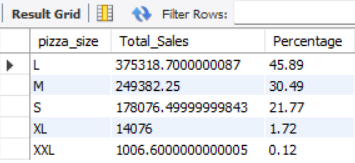 Result Grid Filter Rows:
pizza_size Total_Sales Percentage
L 375318.7000000087 45.89
M 249382.25 30.49
S 178076.49999999843 21.77
XL 14076 1.72
XXL 1006.6000000000005 0.12